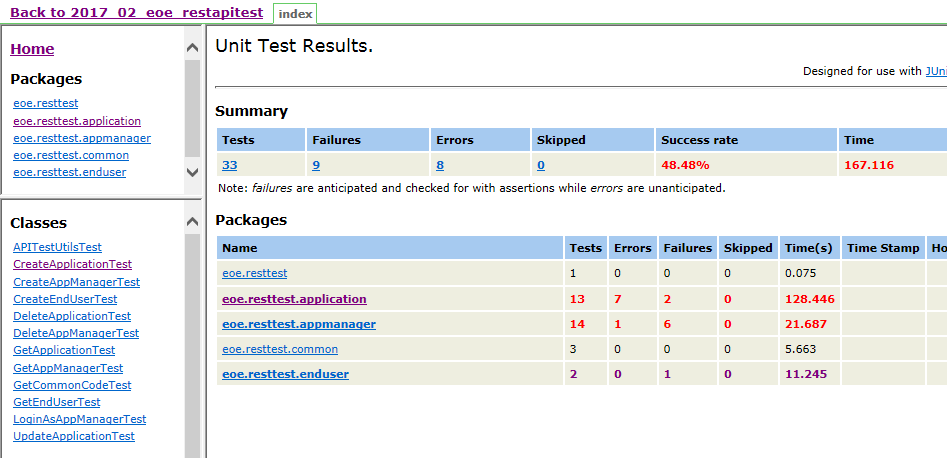 Back to 2017_02_eoe_restapitest index
Home
Packages
eoe.resttest
eoe.resttest.application
eoe.resttest.appmanager
eoe.resttest.common
eoe.resttest.enduser
Classes
APITestUtilsTest
CreateApplicationTest
CreateAppManagerTest
CreateEndUserTest
DeleteApplicationTest
DeleteAppManagerTest
GetApplicationTest
GetAppManagerTest
GetCommonCodeTest
GetEndUserTest
LoginAsAppManagerTest
UpdateApplicationTest
Unit Test Results.
Designed for use with JUn
Summary
Tests Failures Errors Skipped Success rate Time
33 9 8 0 48.48% 167.116
Note: failures are anticipated and checked for with assertions while errors are unanticipated.
Packages
Name Tests Errors Failures Skipped Time(s) Time Stamp Ho
eoe.resttest 1 0 0 0 0.075
eoe.resttest.application 13 7 2 0 128.446
eoe.resttest.appmanager 14 1 6 0 21.687
eoe.resttest.common 3 0 0 0 5.663
eoe.resttest.enduser 2 0 1 0 11.245